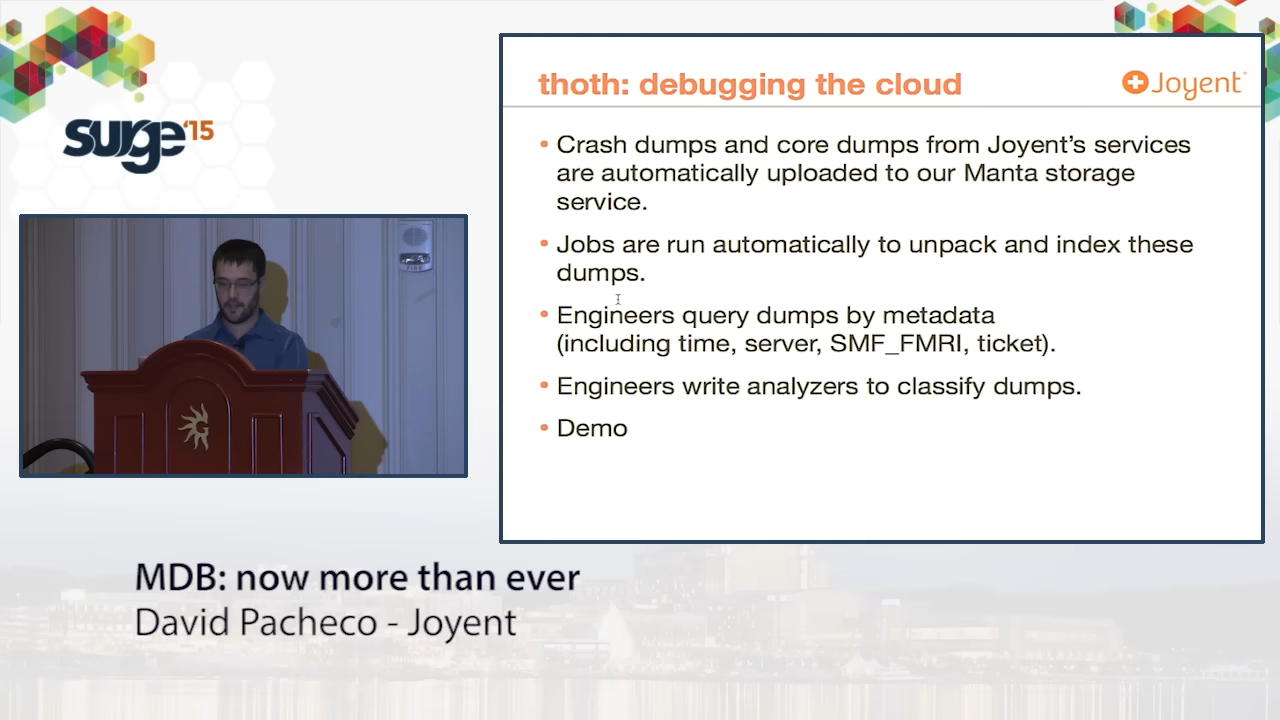 surge '15
thoth: debugging the cloud
Joyent
• Crash dumps and core dumps from Joyent's services
are automatically uploaded to our Manta storage
service.
• Jobs are run automatically to unpack and index these
dumps.
• Engineers query dumps by metadata
(including time, server, SMF_FMRI, ticket).
• Engineers write analyzers to classify dumps.
• Demo
FIRE
MDB: now more than ever
David Pacheco - Joyent